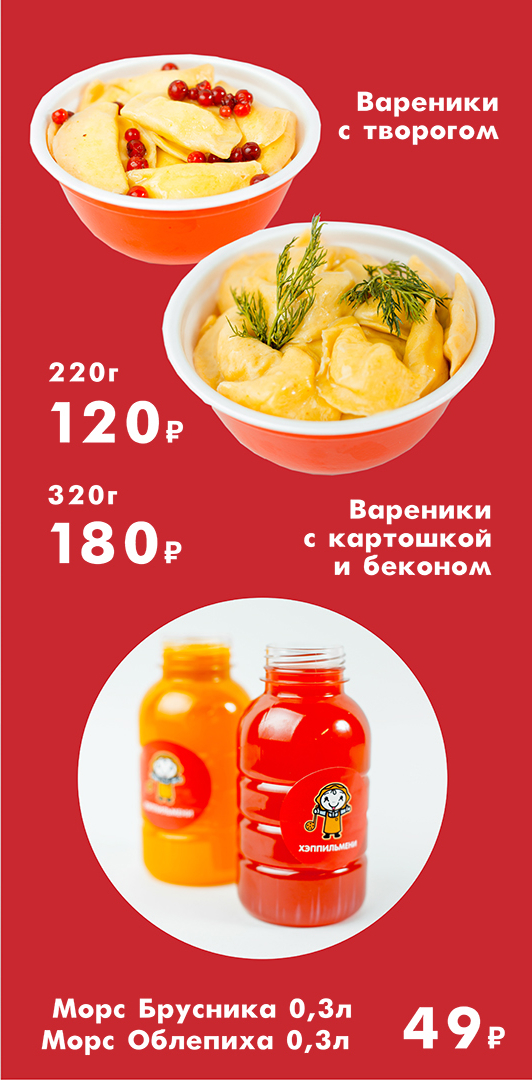 Вареники
с творогом
220г
120₽
320г
180₽
Вареники
с картошкой
и беконом
ХЭППИЛЬМЕНИ
ХЭППИЛЬМЕНИ
Морс Брусника 0,3л
Морс Облепиха 0,3л
49₽